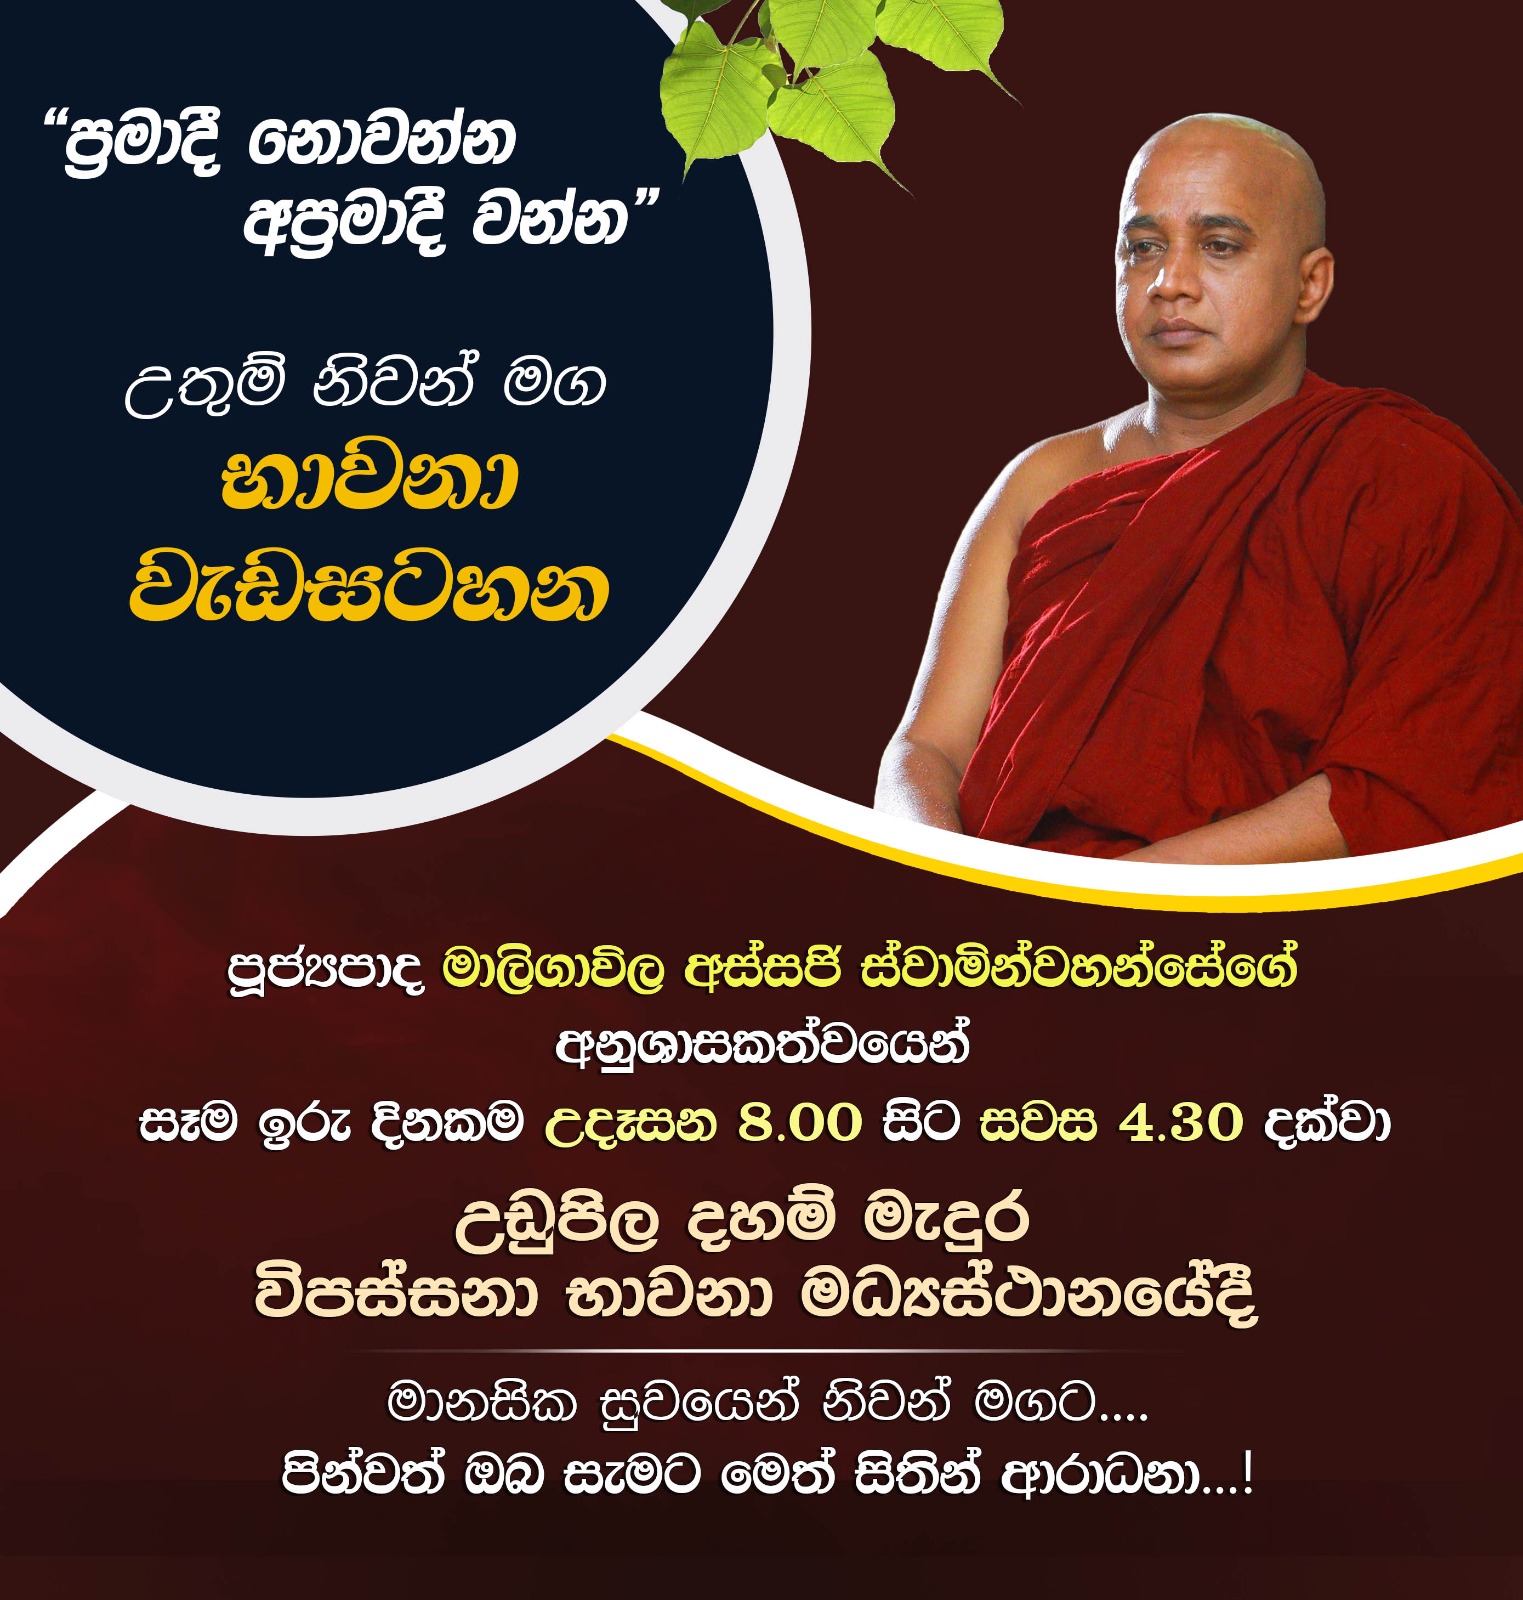 “ප්‍රමාදී නොවන්න
අප්‍රමාදී වන්න”
උතුම් නිවන් මග
භාවනා
වැඩසටහන
පූජ්‍යපාද මාලිගාවිල අස්සජි ස්වාමින්වහන්සේගේ
අනුශාසකත්වයෙන්
සෑම ඉරු දිනකම උදෑසන 8.00 සිට සවස 4.30 දක්වා
උඩුපිල දහම් මැදුර
විපස්සනා භාවනා මධ්‍යස්ථානයේදී
මානසික සුවයෙන් නිවන් මගට....
පින්වත් ඔබ සැමට මෙත් සිතින් ආරාධනා...!